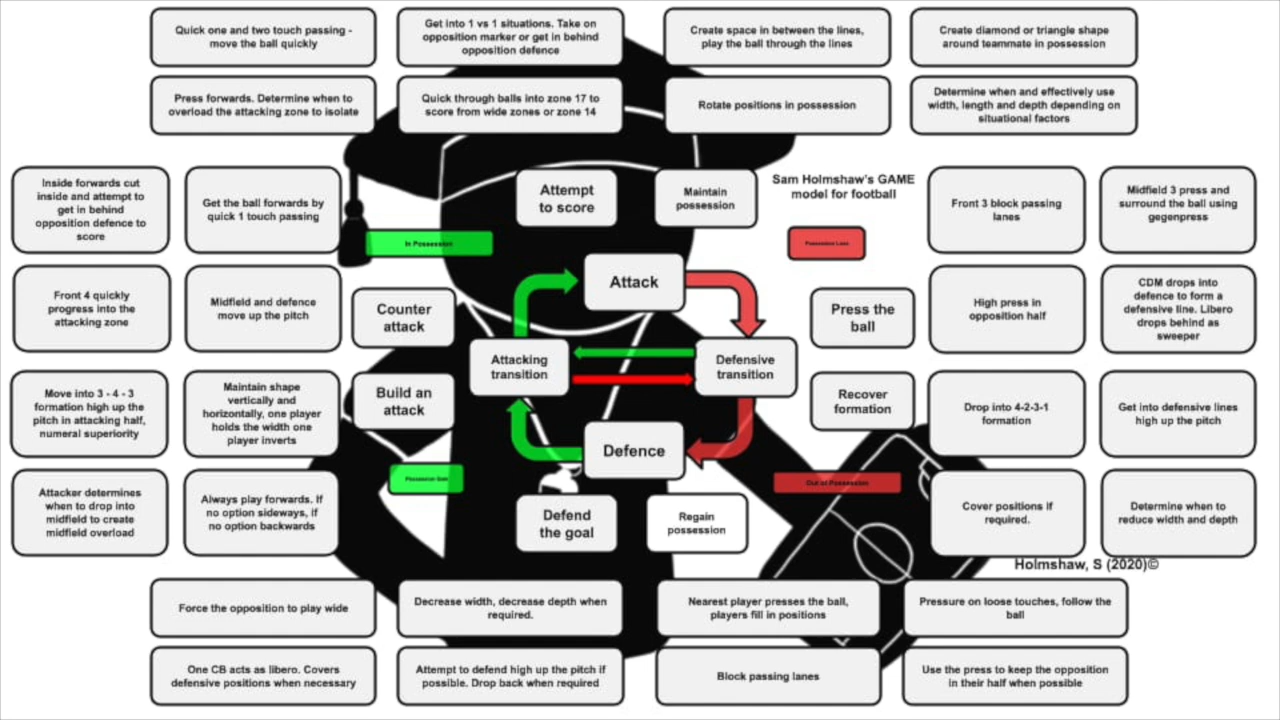 Quick one and two touch passing -
move the ball quickly
Get into 1 vs 1 situations. Take on
opposition marker or get in behind
opposition defence
Create space in between the lines,
play the ball through the lines
Create diamond or triangle shape
around teammate in possession
Press forwards. Determine when to
overload the attacking zone to isolate
Quick through balls into zone 17 to
score from wide zones or zone 14
Rotate positions in possession
Determine when and effectively use
width, length and depth depending on
situational factors
Inside forwards cut
inside and attempt to
get in behind
opposition defence to
score
Get the ball forwards by
quick 1 touch passing
Attempt
to score
Maintain
possession
Sam Holmshaw's GAME
model for football
Front 3 block passing
lanes
Midfield 3 press and
surround the ball using
gegenpress
In Possession
Possession Loss
Front 4 quickly
progress into the
attacking zone
Midfield and defence
move up the pitch
Counter
attack
Attack
Press the
ball
High press in
opposition half
CDM drops into
defence to form a
defensive line. Libero
drops behind as
sweeper
Attacking
transition
Defensive
transition
Move into 3 - 4 - 3
formation high up the
pitch in attacking half,
numeral superiority
Maintain shape
vertically and
horizontally, one player
holds the width one
player inverts
Build an
attack
Recover
formation
Drop into 4-2-3-1
formation
Get into defensive lines
high up the pitch
Defence
Possession Gain
Out of Possession
Attacker determines
when to drop into
midfield to create
midfield overload
Always play forwards. If
no option sideways, if
no option backwards
Defend
the goal
Regain
possession
Cover positions if
required.
Determine when to
reduce width and depth
Holmshaw, S (2020)©
Force the opposition to play wide
Decrease width, decrease depth when
required.
Nearest player presses the ball,
players fill in positions
Pressure on loose touches, follow the
ball
One CB acts as libero. Covers
defensive positions when necessary
Attempt to defend high up the pitch if
possible. Drop back when required
Block passing lanes
Use the press to keep the opposition
in their half when possible